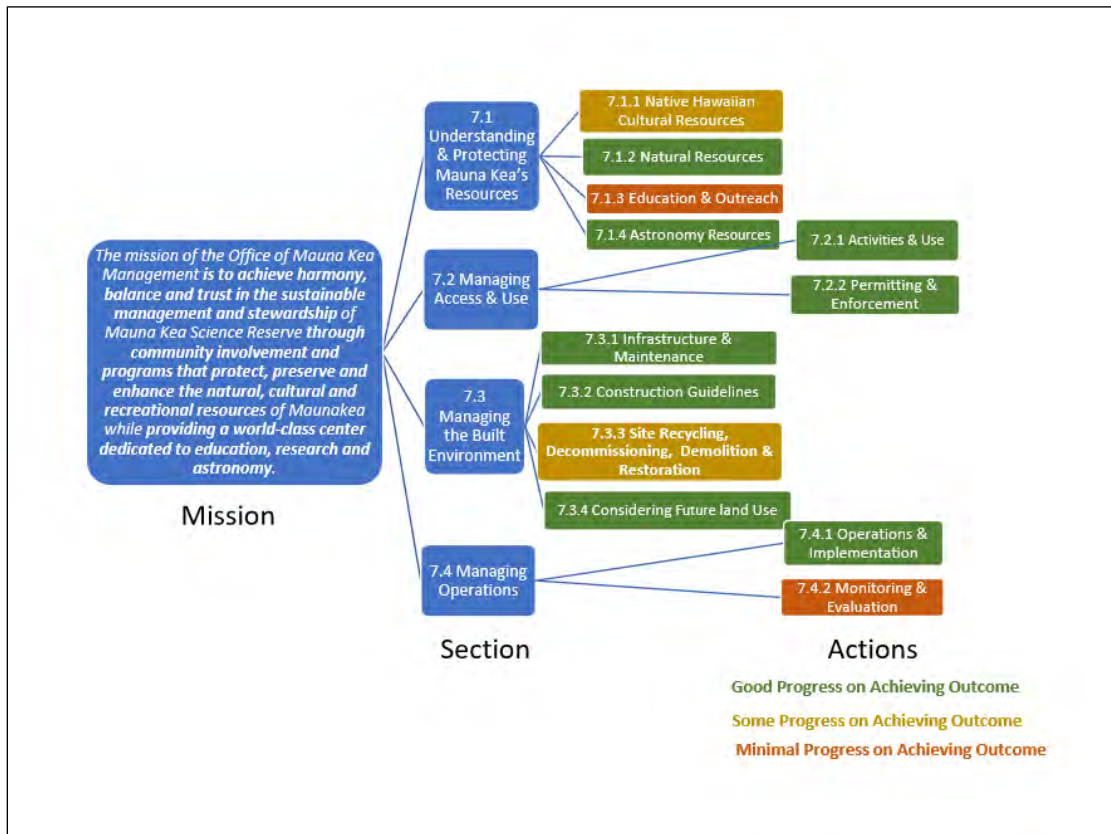 The mission of the Office of Mauna Kea
Management is to achieve harmony,
balance and trust in the sustainable
management and stewardship of
Mauna Kea Science Reserve through
community involvement and
programs that protect, preserve and
enhance the natural, cultural and
recreational resources of Maunakea
while providing a world-class center
dedicated to education, research and
astronomy.
Mission
7.1
Understanding
& Protecting
Mauna Kea's
Resources
7.2 Managing
Access & Use
7.3
Managing
the Built
Environment
7.4 Managing
Operations
Section
7.1.1 Native Hawaiian
Cultural Resources
7.1.2 Natural Resources
7.1.3 Education & Outreach
7.1.4 Astronomy Resources
7.2.1 Activities & Use
7.2.2 Permitting &
Enforcement
7.3.1 Infrastructure &
Maintenance
7.3.2 Construction Guidelines
7.3.3 Site Recycling,
Decommissioning, Demolition &
Restoration
7.3.4 Considering Future land Use
7.4.1 Operations &
Implementation
7.4.2 Monitoring &
Evaluation
Actions
Good Progress on Achieving Outcome
Some Progress on Achieving Outcome
Minimal Progress on Achieving Outcome